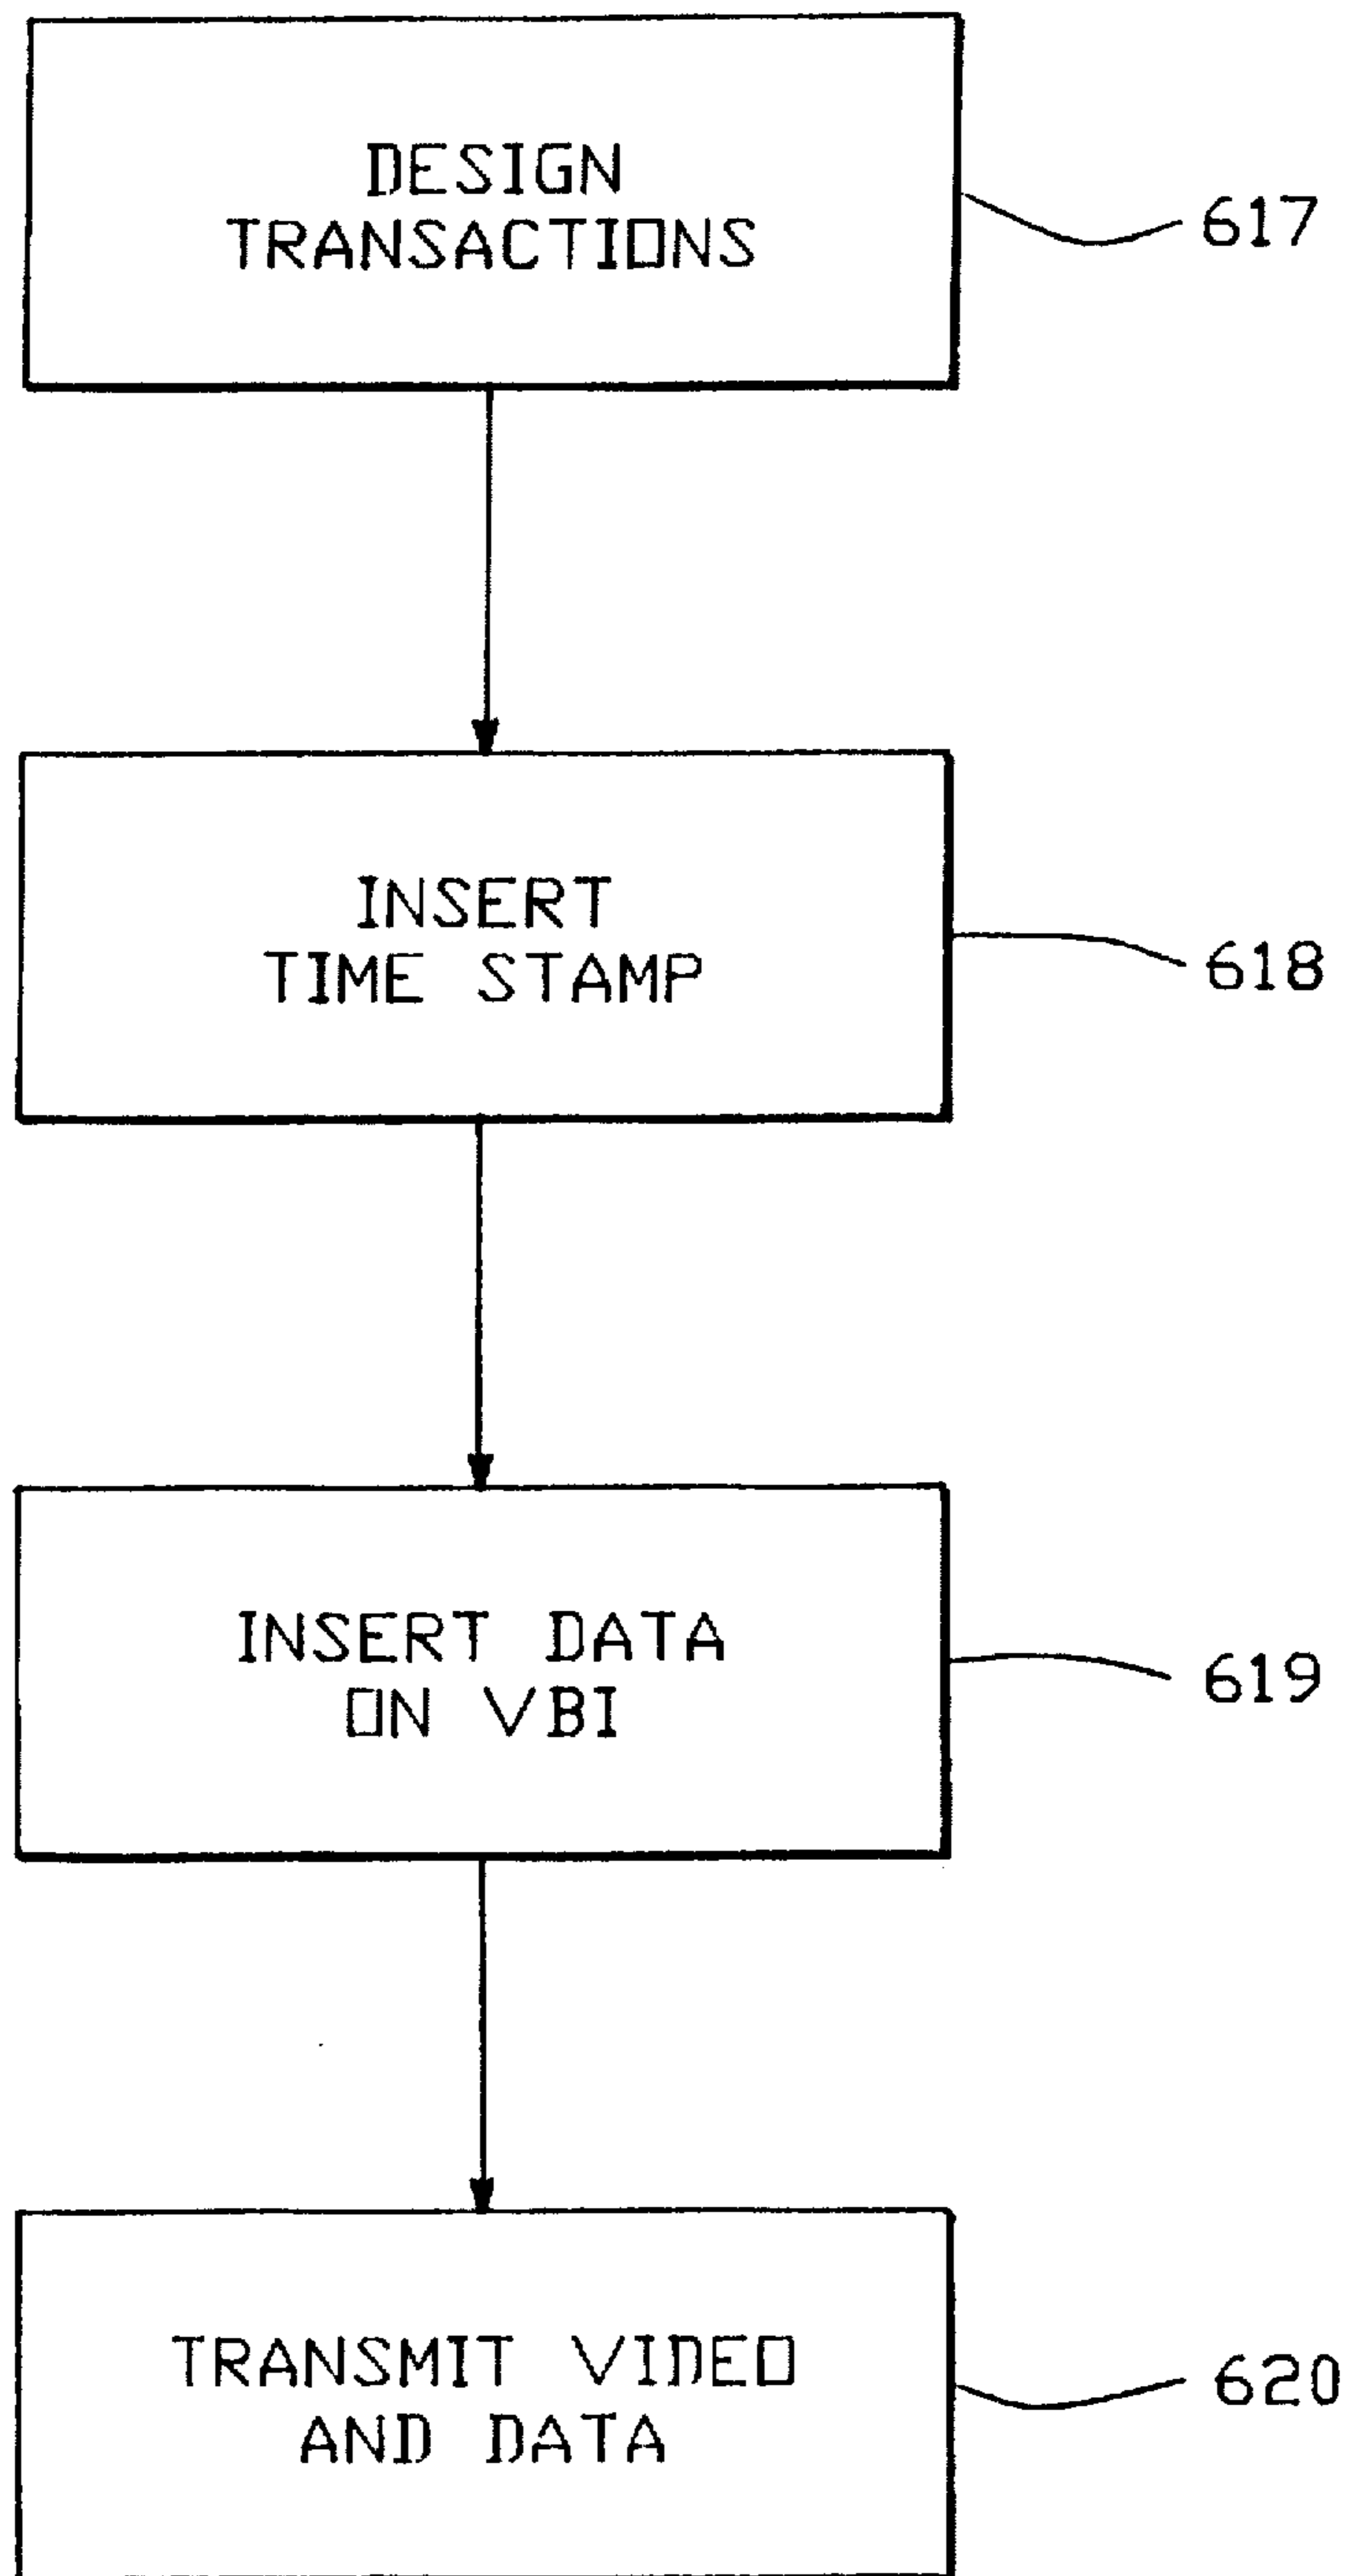 DESIGN
TRANSACTIONS
617
INSERT
TIME STAMP
618
INSERT DATA
ON VBI
619
TRANSMIT VIDEO
AND DATA
620